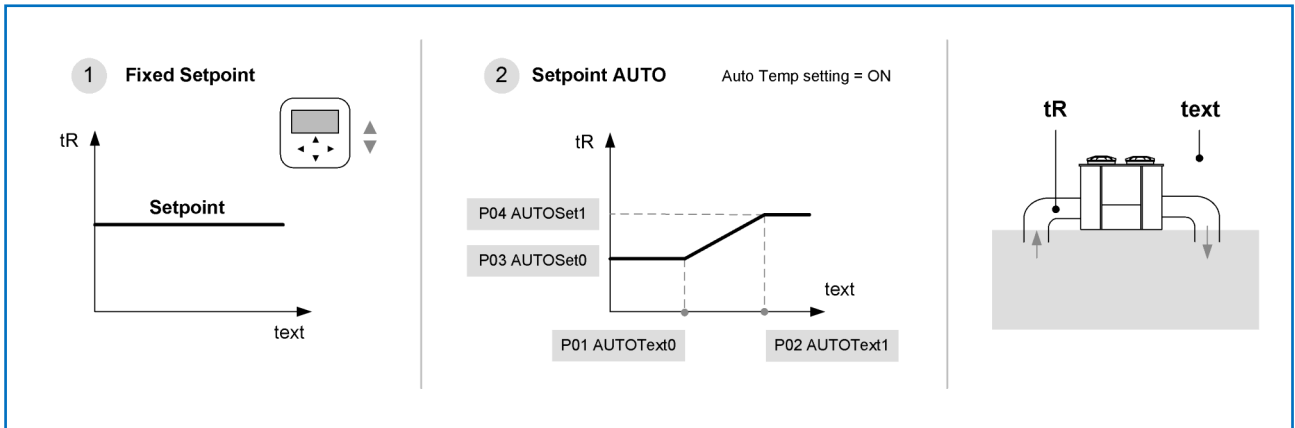 1 Fixed Setpoint
tR
Setpoint
text
2 Setpoint AUTO Auto Temp setting = ON
tR
P04 AUTOSet1
P03 AUTOSet0
text
P01 AUTOText0 P02 AUTOText1
tR text